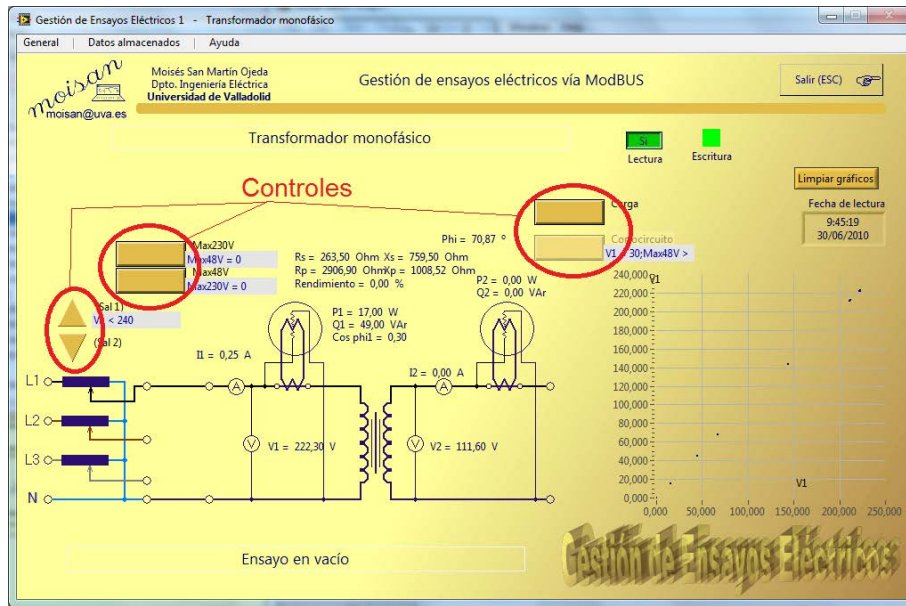 Gestión de Ensayos Eléctricos 1 - Transformador monofásico
General | Datos almacenados | Ayuda
moisan
moisan@uva.es
Moisés San Martín Ojeda
Dpto. Ingeniería Eléctrica
Universidad de Valladolid
Gestión de ensayos eléctricos vía ModBUS
Salir (ESC)
Transformador monofásico
Si
Lectura
Escritura
Limpiar gráficos
Fecha de lectura
9:45:19
30/06/2010
Controles
Carga
Max230V
Max48V = 0
Max48V
Max230V = 0
Phi = 70,87 °
V1 < 30;Max48V >
Rs = 263,50 Ohm Xs = 759,50 Ohm
Rp = 2906,90 OhmXp = 1008,52 Ohm
Rendimiento = 0,00 %
P2 = 0,00 W
Q2 = 0,00 VAr
(Sal 1)
V1 < 240
(Sal 2)
P1 = 17,00 W
Q1 = 49,00 VAr
Cos phi1 = 0,30
I1 = 0,25 A
I2 = 0,00 A
A
A
L1
L2
L3
N
V
V1 = 222,30 V
V
V2 = 111,60 V
V1
240,000
220,000
200,000
180,000
160,000
140,000
120,000
100,000
80,000
60,000
40,000
20,000
0,000
V1
0,000 50,000 100,000 150,000 200,000 250,000
Ensayo en vacío
Gestión de Ensayos Eléctricos